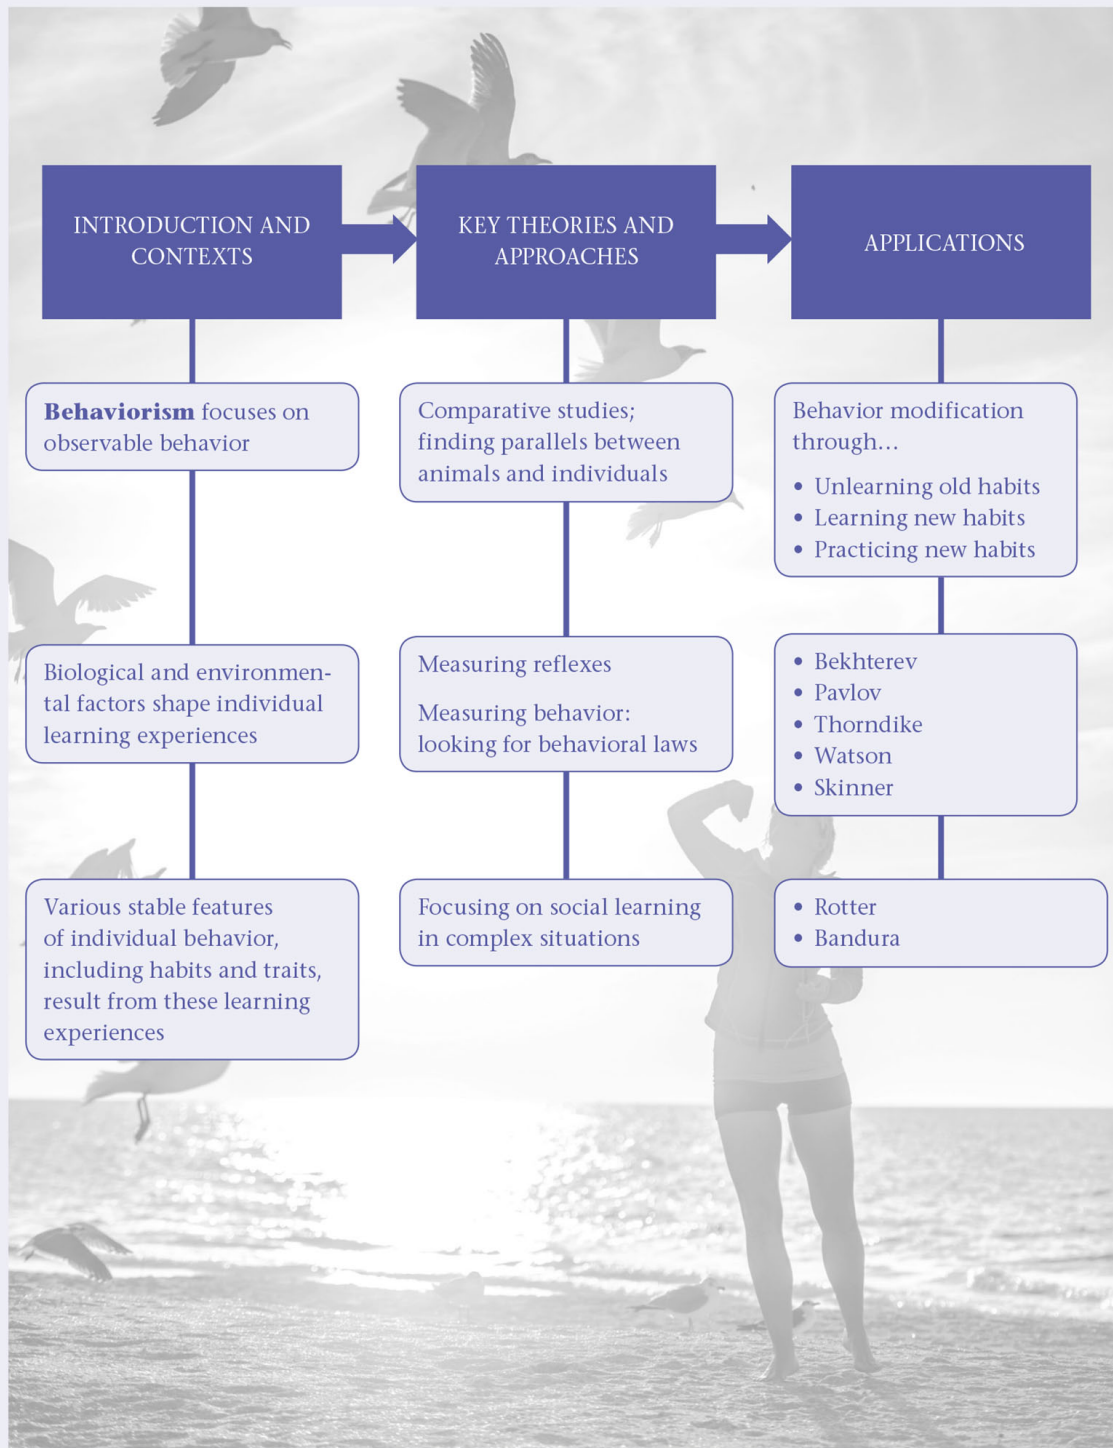 INTRODUCTION AND
CONTEXTS
KEY THEORIES AND
APPROACHES
APPLICATIONS
Behaviorism focuses on
observable behavior
Biological and environmen-
tal factors shape individual
learning experiences
Various stable features
of individual behavior,
including habits and traits,
result from these learning
experiences
Comparative studies;
finding parallels between
animals and individuals
Measuring reflexes
Measuring behavior:
looking for behavioral laws
Focusing on social learning
in complex situations
Behavior modification
through…
• Unlearning old habits
• Learning new habits
• Practicing new habits
• Bekhterev
• Pavlov
• Thorndike
• Watson
• Skinner
• Rotter
• Bandura